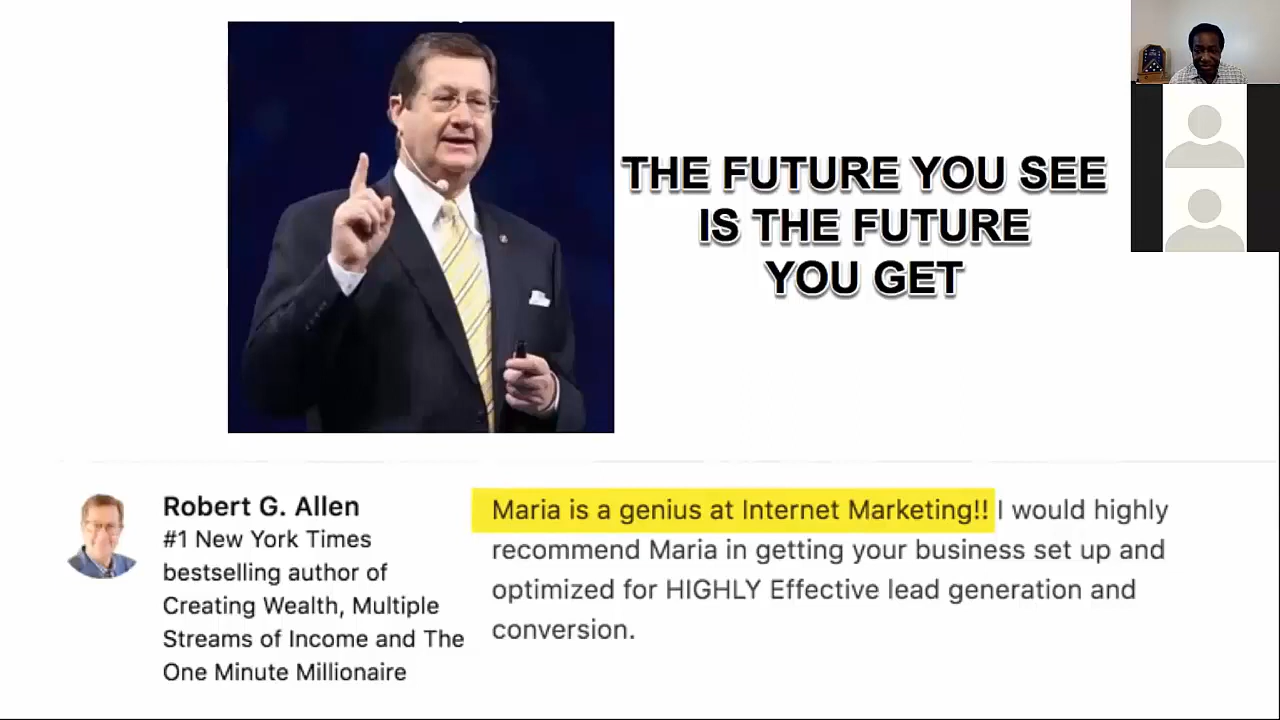 THE FUTURE YOU SEE
IS THE FUTURE
YOU GET
Robert G. Allen
#1 New York Times
bestselling author of
Creating Wealth, Multiple
Streams of Income and The
One Minute Millionaire
Maria is a genius at Internet Marketing!! I would highly
recommend Maria in getting your business set up and
optimized for HIGHLY Effective lead generation and
conversion.